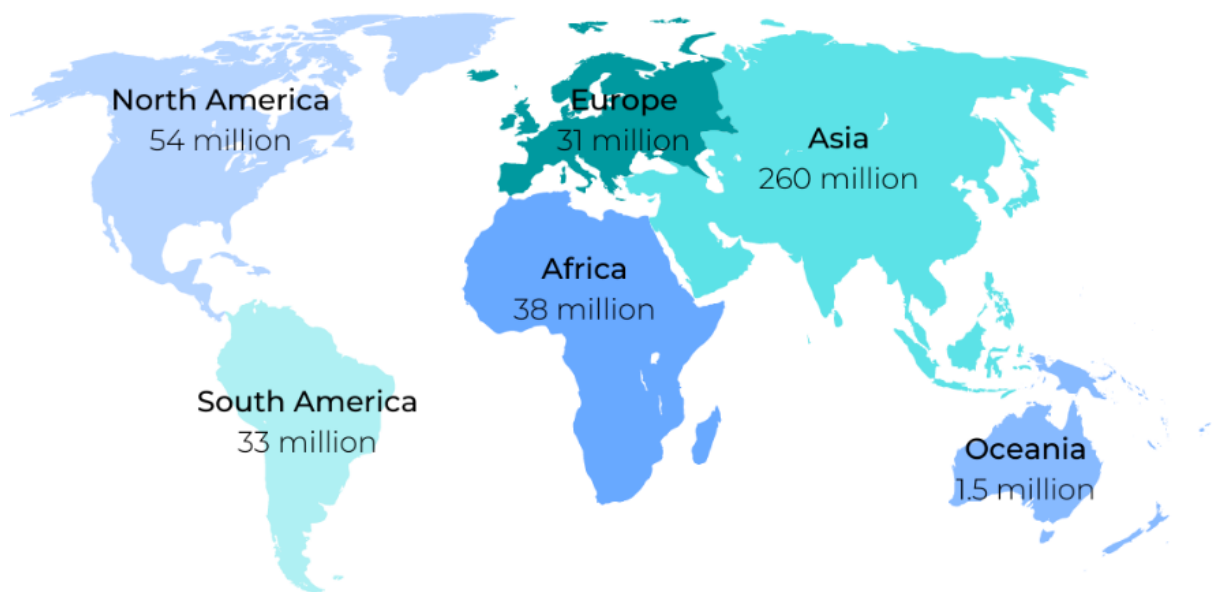 North America
54 million
Europe
31 million
Asia
260 million
Africa
38 million
South America
33 million
Oceania
1.5 million